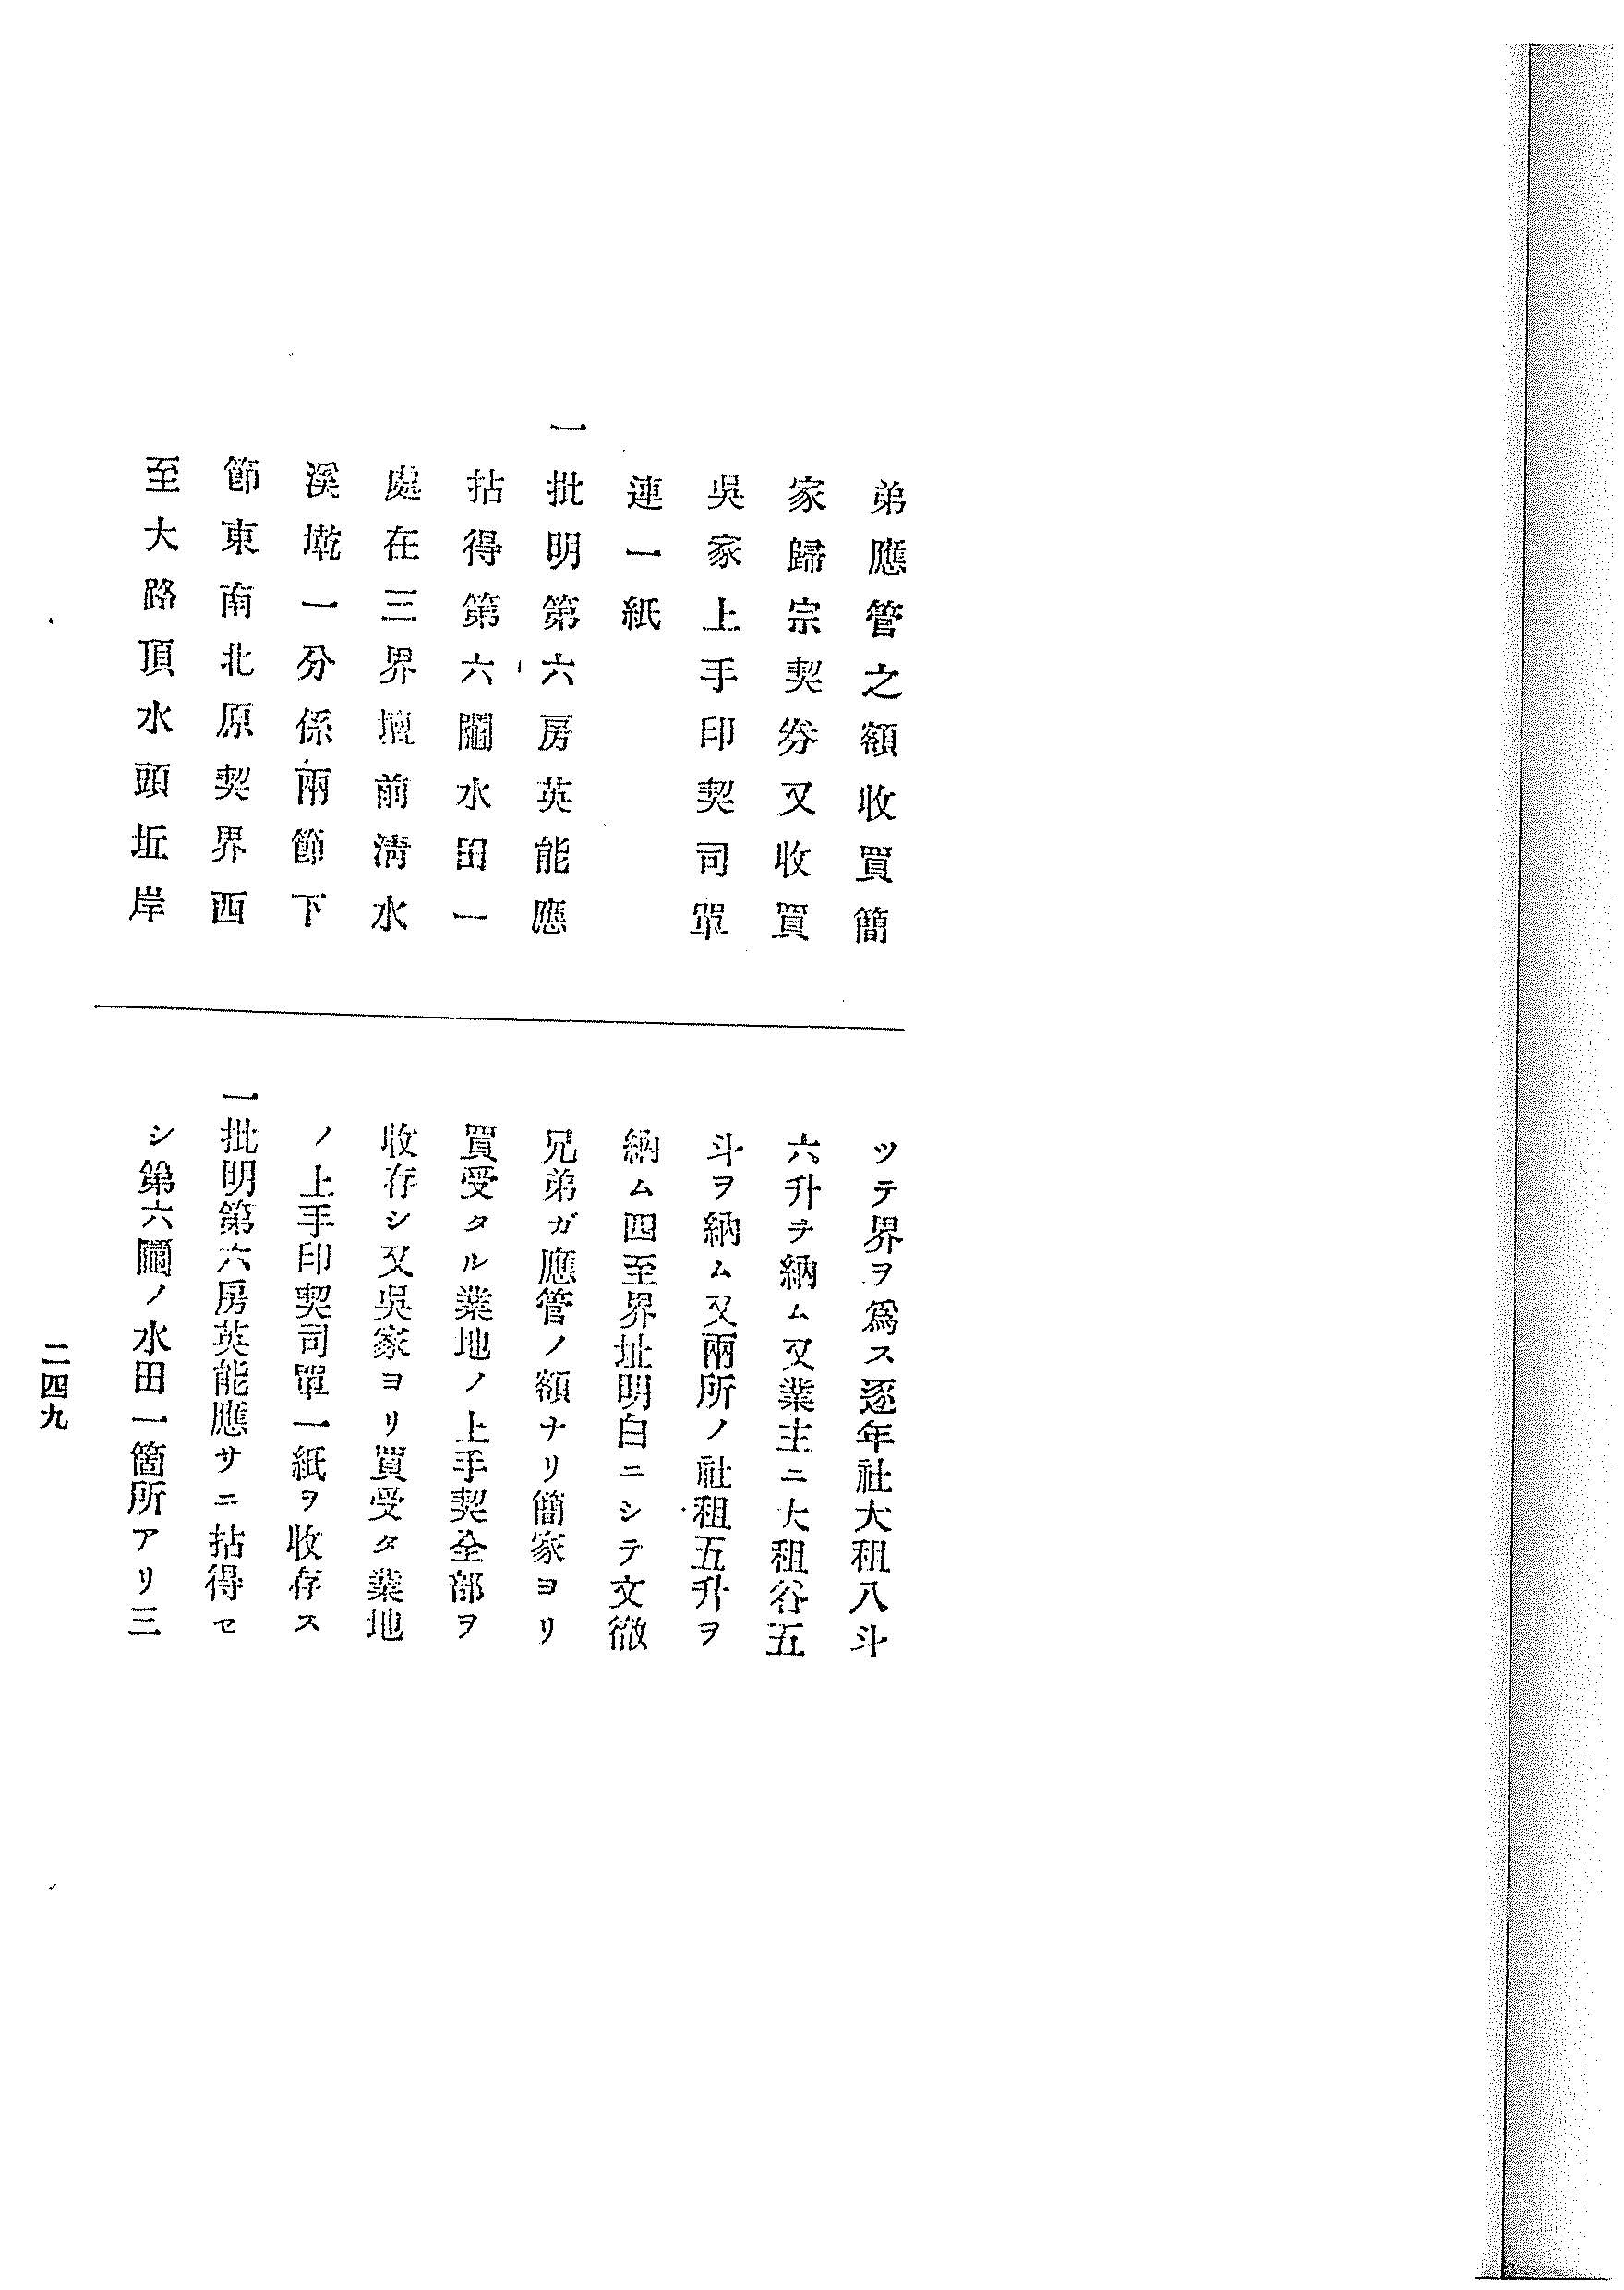 弟應管之額收買簡
家歸宗契券又收買
吳家上手印契司單
連一紙
一批明第六房英能應
拈得第六鬮水田一
處在三界壇前淸水
溪墘一分係兩節下
節東南北原契界西
至大路頂水頭坵岸
ツテ界ヲ爲ス逐年社大租八斗
六升ヲ納ム又業主ニ大租谷五
斗ヲ納ム又兩所ノ社租五升ヲ
納ム四至界址明白ニシテ文徵
兄弟ガ應管ノ額ナリ簡家ヨリ
買受タル業地ノ上手契全部ヲ
收存シ又吳家ヨリ買受タ業地
ノ上手印契司單一紙ヲ收存ス
一批明第六房英能應サニ拈得セ
シ第六鬮ノ水田一箇所アリ三
二四九